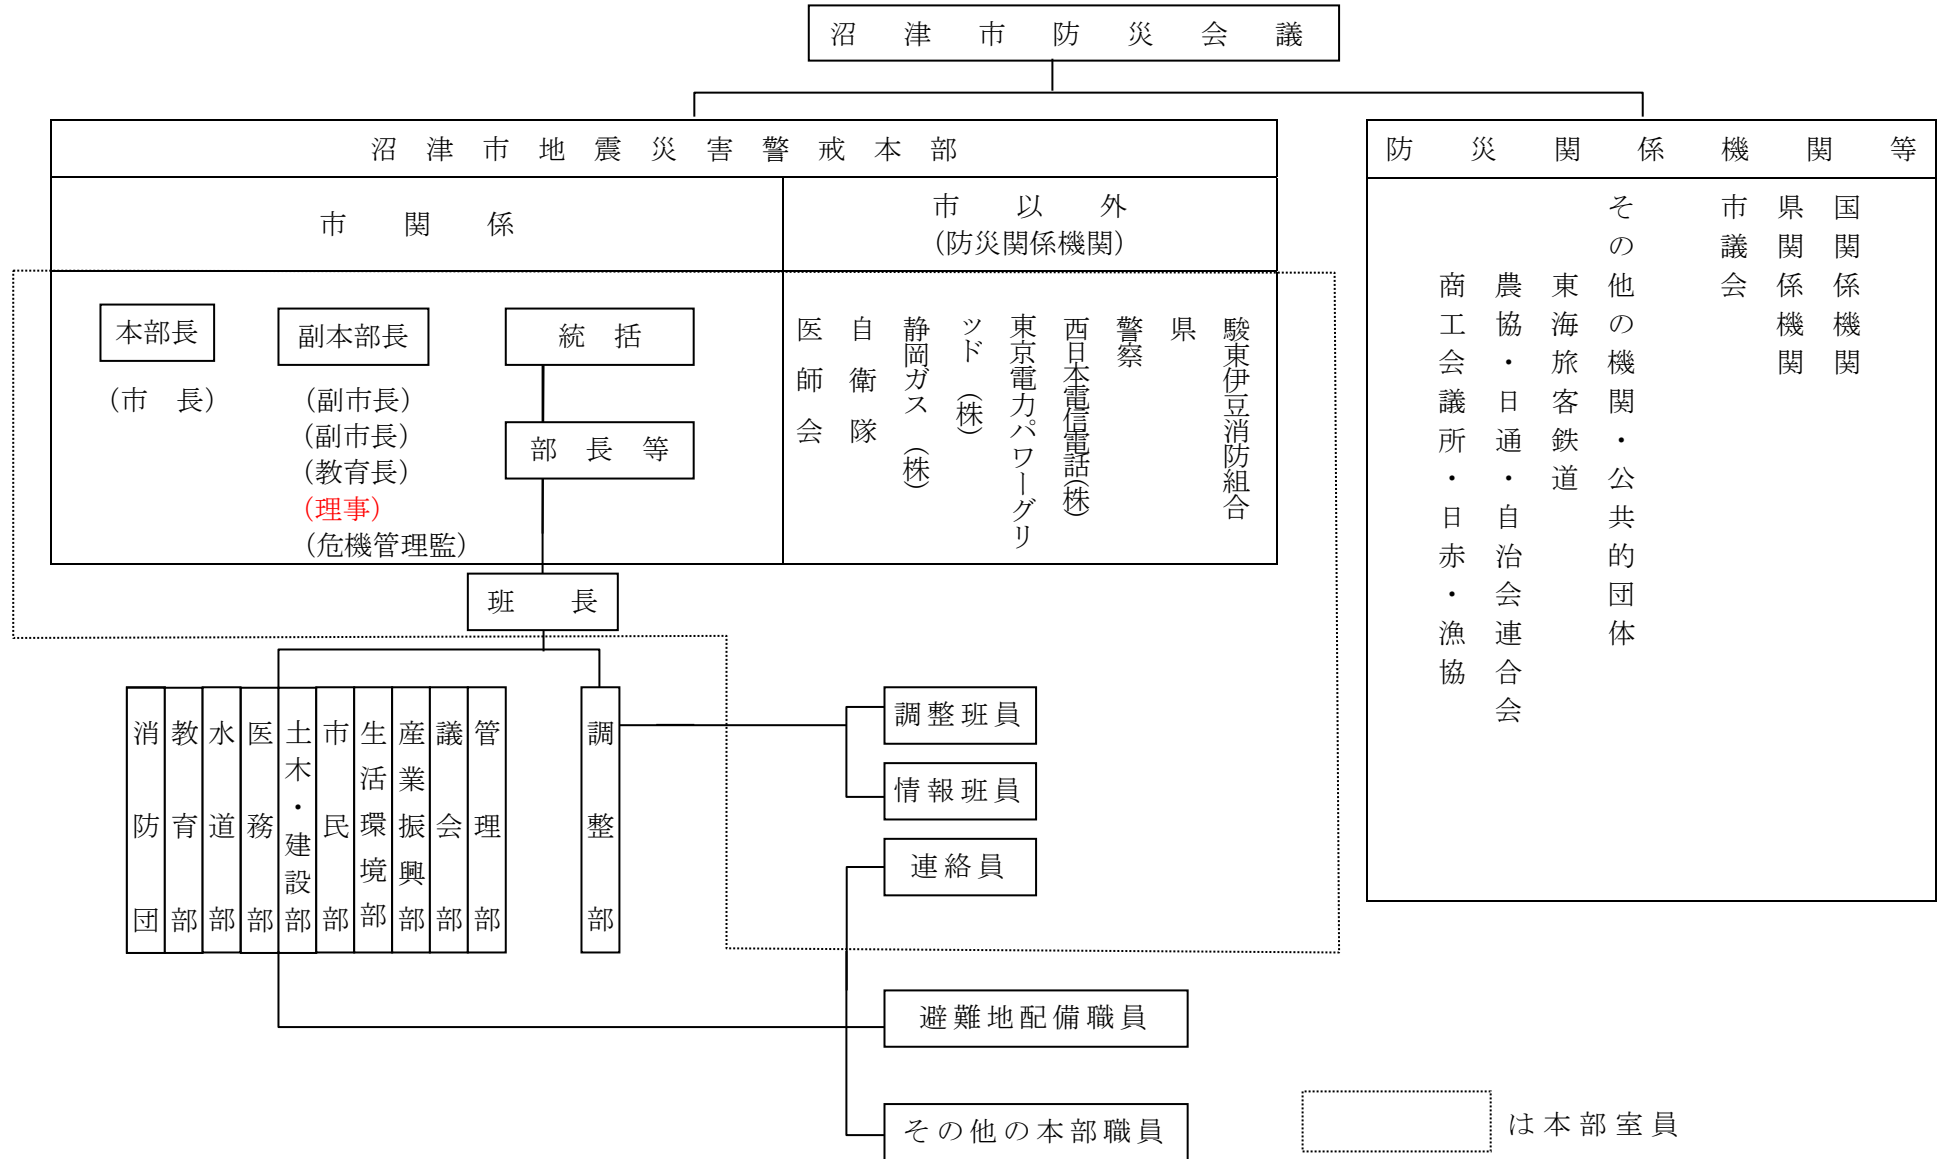 沼津市防災会議
沼津市地震災害警戒本部
市関係
市以外
（防災関係機関）
本部長
（市　長）
副本部長
（副市長）
（副市長）
（教育長）
（理事）
（危機管理監）
統括
部長等
班長
駿東伊豆消防組合
県
警察
西日本電信電話（株）
東京電力パワーグリ
ッド（株）
静岡ガス（株）
自衛隊
医師会
防災関係機関等
国関係機関
県関係機関
市議会
その他の機関・公共的団体
東海旅客鉄道
農協・日通・自治会連合会
商工会議所・日赤・漁協
消防団
教育部
水道部
医務部
土木・建設部
市民部
生活環境部
産業振興部
議会部
管理部
調整部
調整班員
情報班員
連絡員
避難地配備職員
その他の本部職員
は本部室員